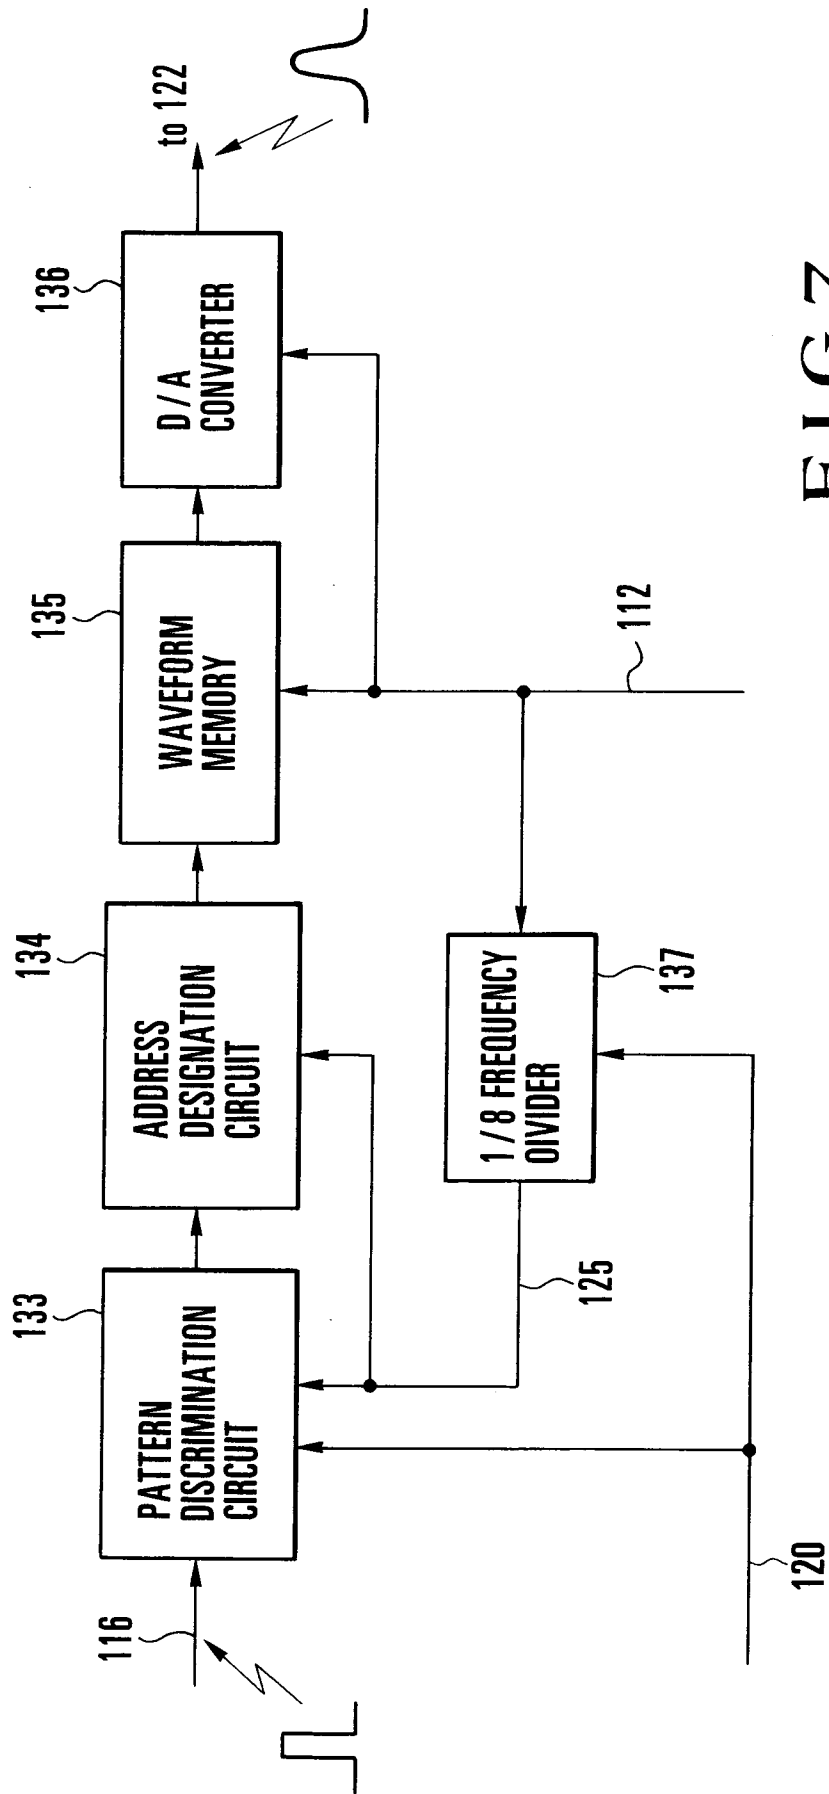 116
133
PATTERN
DISCRIMINATION
CIRCUIT
134
ADDRESS
DESIGNATION
CIRCUIT
135
WAVEFORM
MEMORY
136
D/A
CONVERTER
to 122
125
1/8 FREQUENCY
OIVIDER
137
112
120
FIG.7